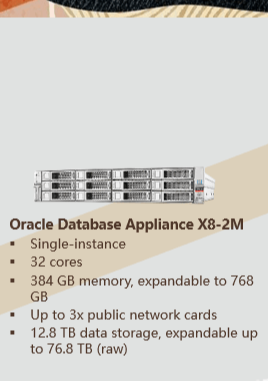 Oracle Database Appliance X8-2M
▪ Single-instance
▪ 32 cores
▪ 384 GB memory, expandable to 768
GB
▪ Up to 3x public network cards
▪ 12.8 TB data storage, expandable up
to 76.8 TB (raw)